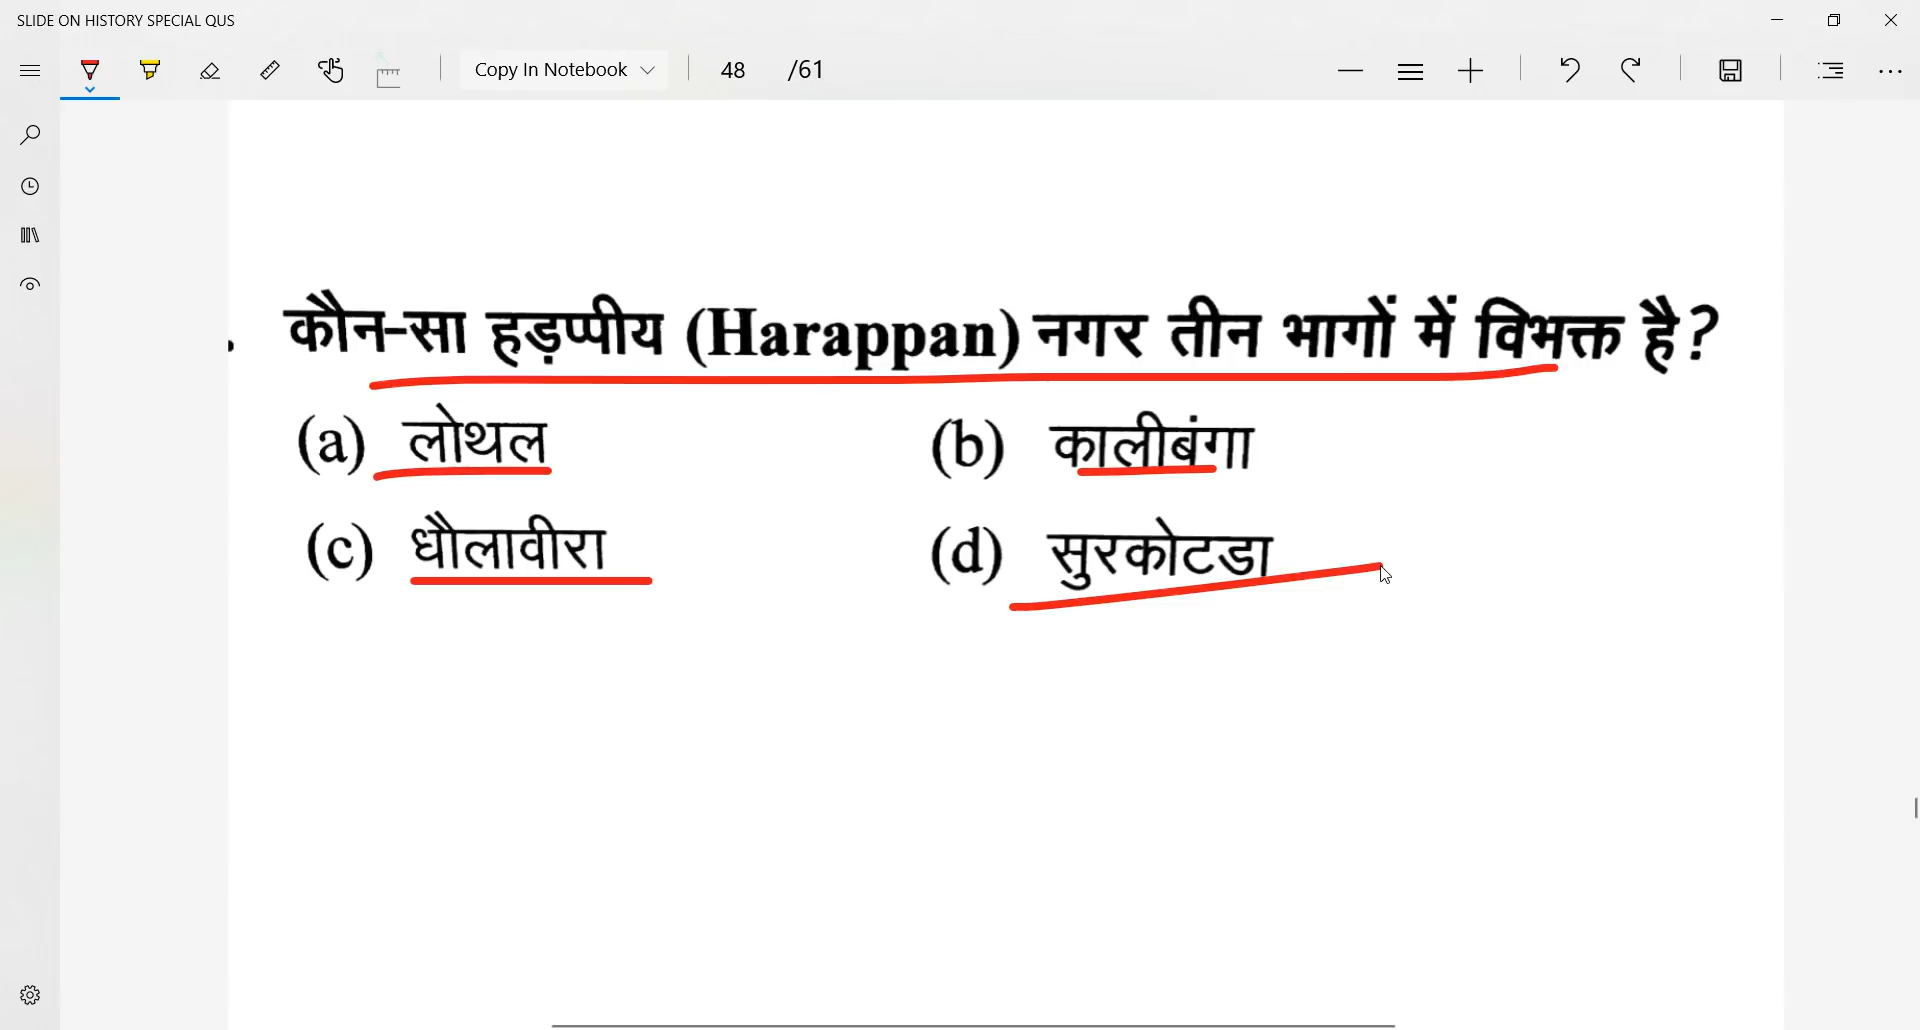 SLIDE ON HISTORY SPECIAL QUS
Copy In Notebook 48 /61
. कौन-सा हड़प्पीय (Harappan) नगर तीन भागों में विभक्त है?
(a) लोथल (b) कालीबंगा
(c) धौलावीरा (d) सुरकोटडा